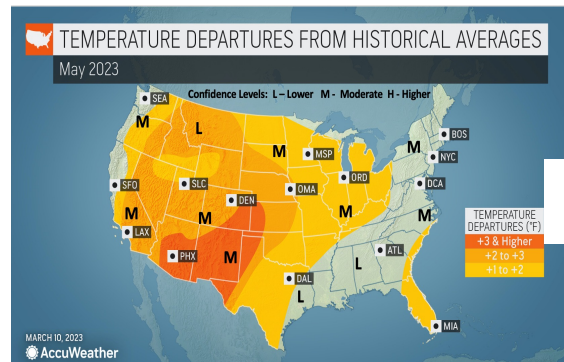 TEMPERATURE DEPARTURES FROM HISTORICAL AVERAGES
May 2023
Confidence Levels: L – Lower M - Moderate H - Higher
SEA
M
L
M
MSP
M
BOS
NYC
SFO
SLC
DEN
OMA
ORD
DCA
M
M
M
M
LAX
PHX
M
DAL
L
L
ATL
MIA
TEMPERATURE
DEPARTURES (°F)
+3 & Higher
+2 to +3
+1 to +2
MARCH 10, 2023
AccuWeather